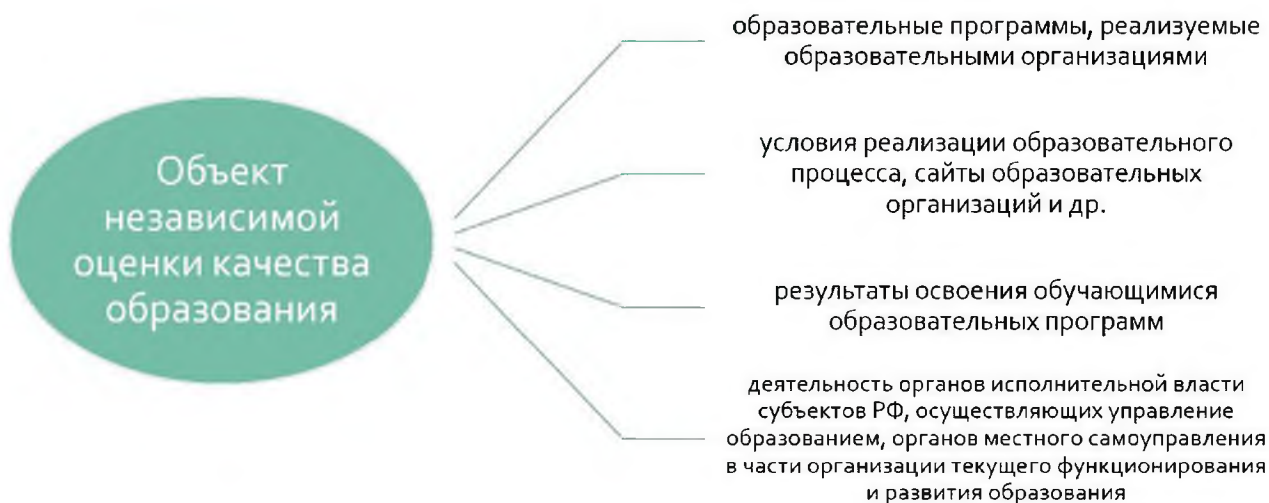 Объект
независимой
оценки качества
образования
образовательные программы, реализуемые
образовательными организациями
условия реализации образовательного
процесса, сайты образовательных
организаций и др.
результаты освоения обучающимися
образовательных программ
деятельность органов исполнительной власти
субъектов РФ, осуществляющих управление
образованием, органов местного самоуправления
в части организации текущего функционирования
и развития образования